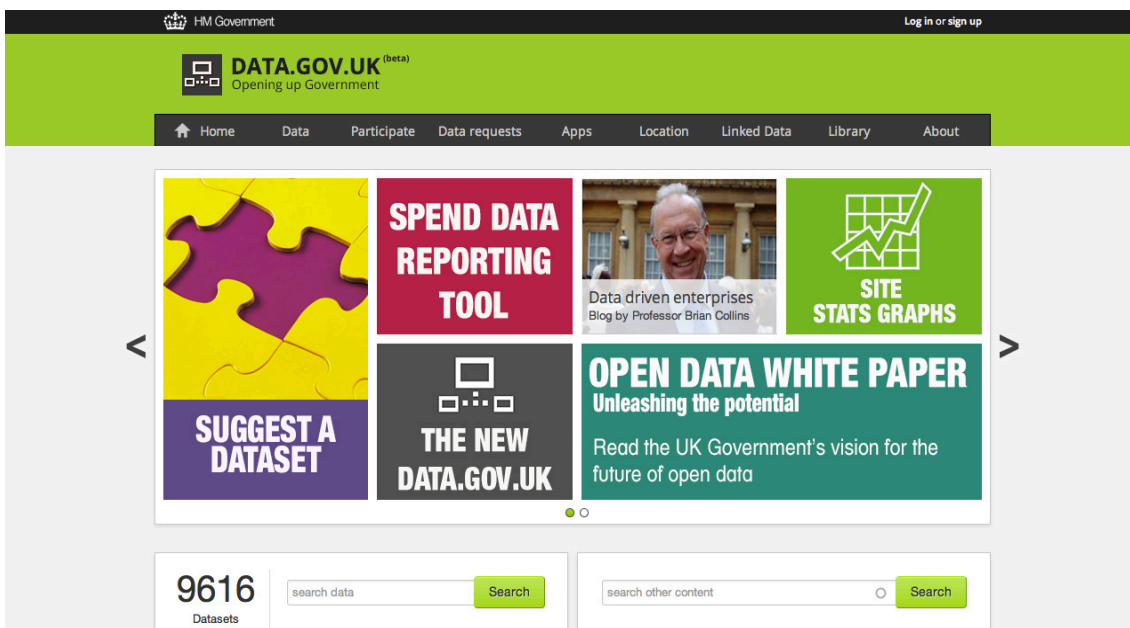 HM Government
Log in or sign up
DATA.GOV.UK (beta)
Opening up Government
Home Data Participate Data requests Apps Location Linked Data Library About
<
SUGGEST A
DATASET
SPEND DATA
REPORTING
TOOL
Data driven enterprises
Blog by Professor Brian Collins
SITE
STATS GRAPHS
THE NEW
DATA.GOV.UK
OPEN DATA WHITE PAPER
Unleashing the potential
Read the UK Government's vision for the
future of open data
>
9616
Datasets
search data
Search
search other content
Search